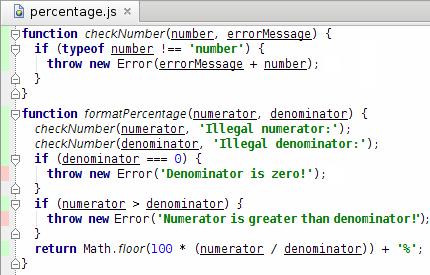 percentage.js
function checkNumber(number, errorMessage) {
if (typeof number !== 'number') {
throw new Error(errorMessage + number);
}
}
function formatPercentage(numerator, denominator) {
checkNumber(numerator, 'Illegal numerator:');
checkNumber(denominator, 'Illegal denominator:');
if (denominator === 0) {
throw new Error('Denominator is zero!');
}
if (numerator > denominator) {
throw new Error('Numerator is greater than denominator!');
}
return Math.floor(100 * (numerator / denominator)) + '%';
}